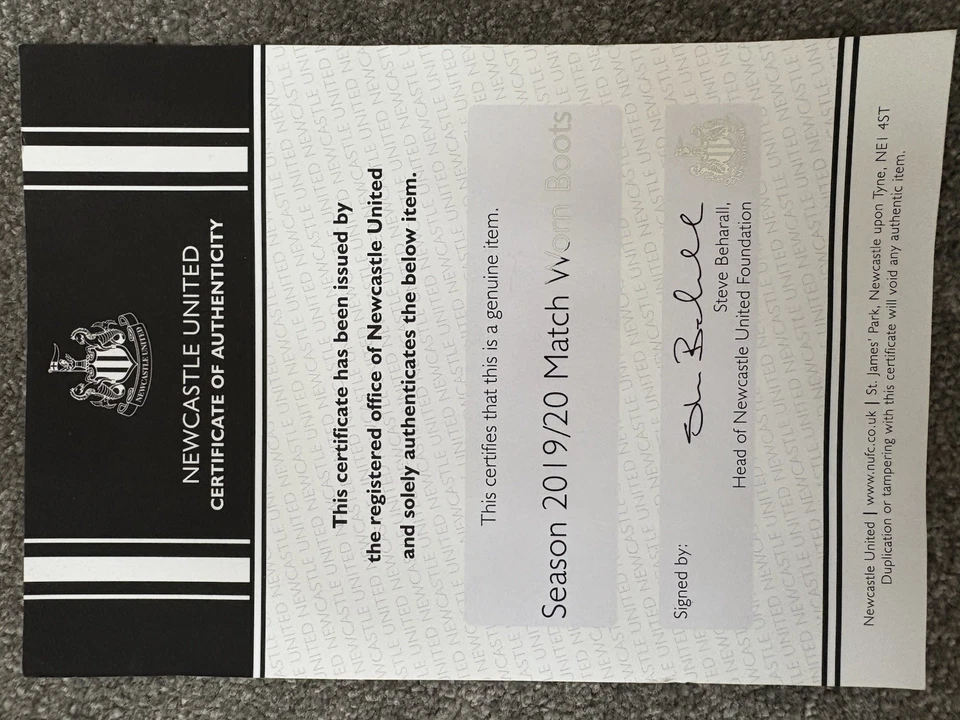 NEWCASTLE UNITED
NEWCASTLE UNITED
CERTIFICATE OF AUTHENTICITY
This certificate has been issued by
the registered office of Newcastle United
and solely authenticates the below item.
This certifies that this is a genuine item.
Season 2019/20 Match Worn Boots
Signed by:
Steve Beharall,
Head of Newcastle United Foundation
Newcastle United | www.nufc.co.uk | St. James' Park, Newcastle upon Tyne, NE1 4ST
Duplication or tampering with this certificate will void any authentic item.